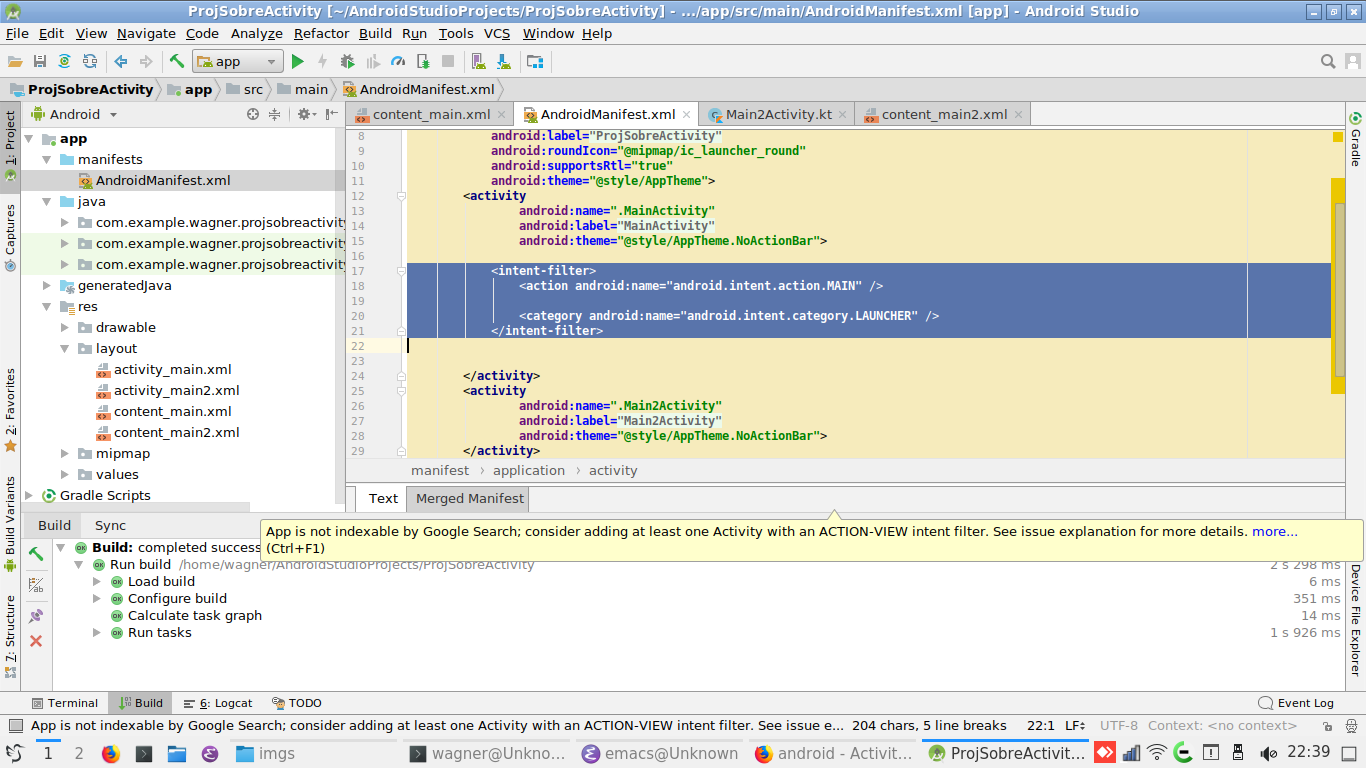 ProjSobreActivity [~/AndroidStudioProjects/ProjSobreActivity] - .../app/src/main/AndroidManifest.xml [app] - Android Studio
File Edit View Navigate Code Analyze Refactor Build Run Tools VCS Window Help
app
ProjSobreActivity app src main AndroidManifest.xml
1: Project
Captures
2: Favorites
Build Variants
7: Structure
Android
app
manifests
AndroidManifest.xml
java
com.example.wagner.projsobreactivity
com.example.wagner.projsobreactivity
com.example.wagner.projsobreactivity
generatedJava
res
drawable
layout
activity_main.xml
activity_main2.xml
content_main.xml
content_main2.xml
mipmap
values
Gradle Scripts
content_main.xml AndroidManifest.xml Main2Activity.kt content_main2.xml
8 android:label="ProjSobreActivity"
9 android:roundIcon="@mipmap/ic_launcher_round"
10 android:supportsRtl="true"
11 android:theme="@style/AppTheme">
12 <activity
13 android:name=".MainActivity"
14 android:label="MainActivity"
15 android:theme="@style/AppTheme.NoActionBar">
16
17 <intent-filter>
18 <action android:name="android.intent.action.MAIN" />
19
20 <category android:name="android.intent.category.LAUNCHER" />
21 </intent-filter>
22
23
24 </activity>
25 <activity
26 android:name=".Main2Activity"
27 android:label="Main2Activity"
28 android:theme="@style/AppTheme.NoActionBar">
29 </activity>
manifest › application › activity
Text Merged Manifest
Gradle
Device File Explorer
Build Sync
App is not indexable by Google Search; consider adding at least one Activity with an ACTION-VIEW intent filter. See issue explanation for more details. more...
(Ctrl+F1)
Build: completed success
Run build /home/wagner/AndroidStudioProjects/ProjSobreActivity 2 s 298 ms
Load build 6 ms
Configure build 351 ms
Calculate task graph 14 ms
Run tasks 1 s 926 ms
Terminal Build 6: Logcat TODO Event Log
App is not indexable by Google Search; consider adding at least one Activity with an ACTION-VIEW intent filter. See issue e... 204 chars, 5 line breaks 22:1 LF÷ UTF-8 Context: <no context>
1 2 imgs wagner@Unkno... emacs@Unknown android - Activit... ProjSobreActivit... 22:39